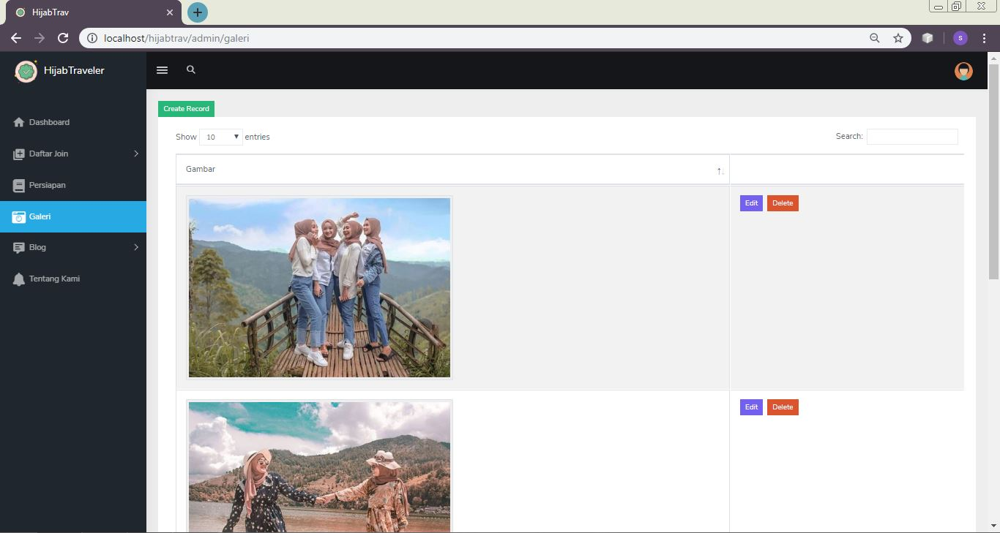 HijabTrav
localhost/hijabtrav/admin/galeri
S
HijabTraveler
Dashboard
Daftar Join
Persiapan
Galeri
Blog
Tentang Kami
Create Record
Show 10 entries
Search:
Gambar
Edit Delete
Edit Delete